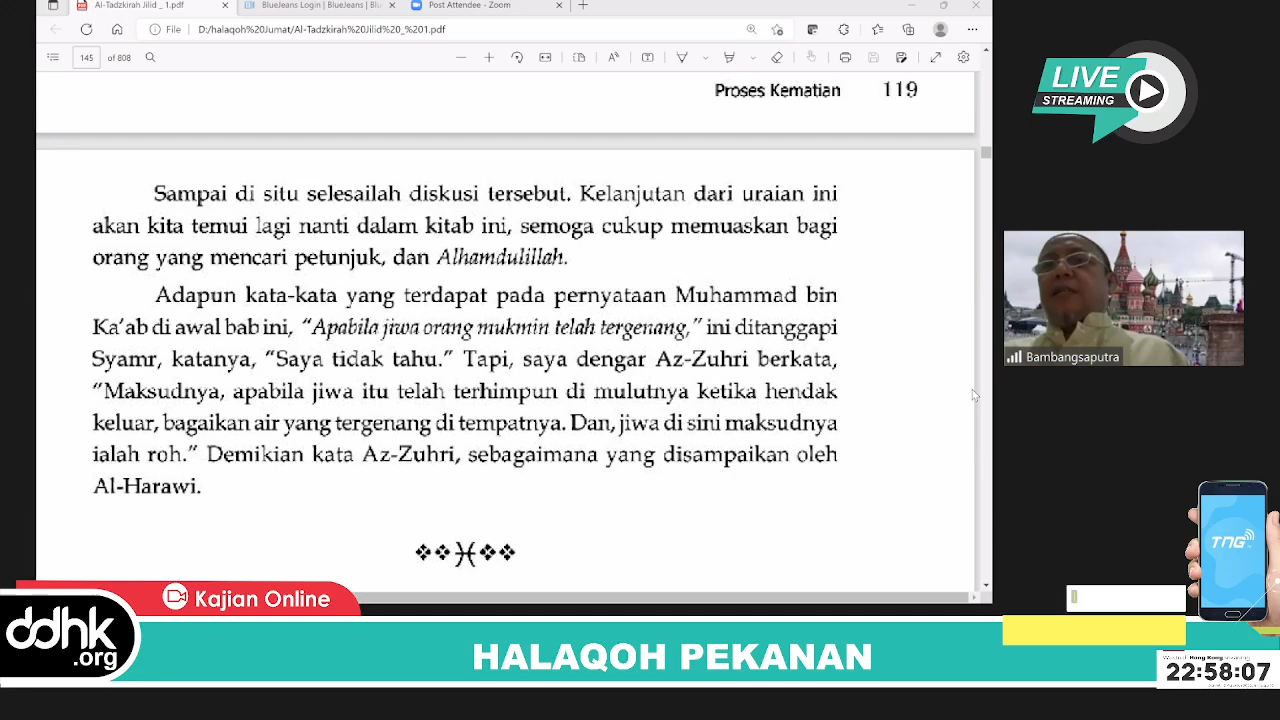 Al-Tadzkirah Jilid _ 1.pdf
BlueJeans Login | BlueJeans | Blu
Post Attendee - Zoom
File
D:/halaqoh%20Jumat/Al-Tadzkirah%20Jilid%20_%201.pdf
145 of 808
Proses Kematian 119
Sampai di situ selesailah diskusi tersebut. Kelanjutan dari uraian ini
akan kita temui lagi nanti dalam kitab ini, semoga cukup memuaskan bagi
orang yang mencari petunjuk, dan Alhamdulillah.
Adapun kata-kata yang terdapat pada pernyataan Muhammad bin
Ka'ab di awal bab ini, "Apabila jiwa orang mukmin telah tergenang," ini ditanggapi
Syamr, katanya, "Saya tidak tahu." Tapi, saya dengar Az-Zuhri berkata,
"Maksudnya, apabila jiwa itu telah terhimpun di mulutnya ketika hendak
keluar, bagaikan air yang tergenang di tempatnya. Dan, jiwa di sini maksudnya
ialah roh." Demikian kata Az-Zuhri, sebagaimana yang disampaikan oleh
Al-Harawi.
LIVE
STREAMING
Bambangsaputra
TNG
Kajian Online
ddhk
.org
HALAQOH PEKANAN
22:58:07